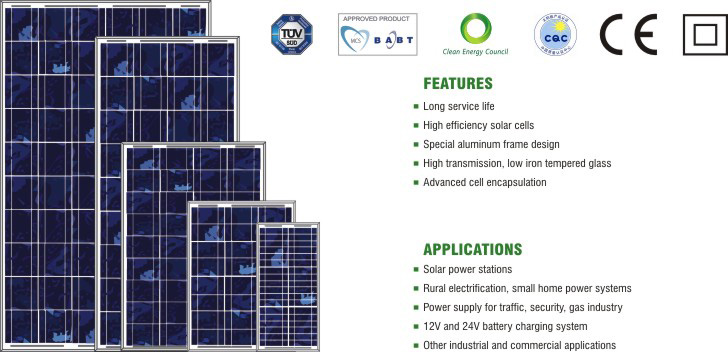 TÜV
SÜD
APPROVED PRODUCT
MCS
BABT
Clean Energy Council
CQC
CE
FEATURES
Long service life
High efficiency solar cells
Special aluminum frame design
High transmission, low iron tempered glass
Advanced cell encapsulation
APPLICATIONS
Solar power stations
Rural electrification, small home power systems
Power supply for traffic, security, gas industry
12V and 24V battery charging system
Other industrial and commercial applications